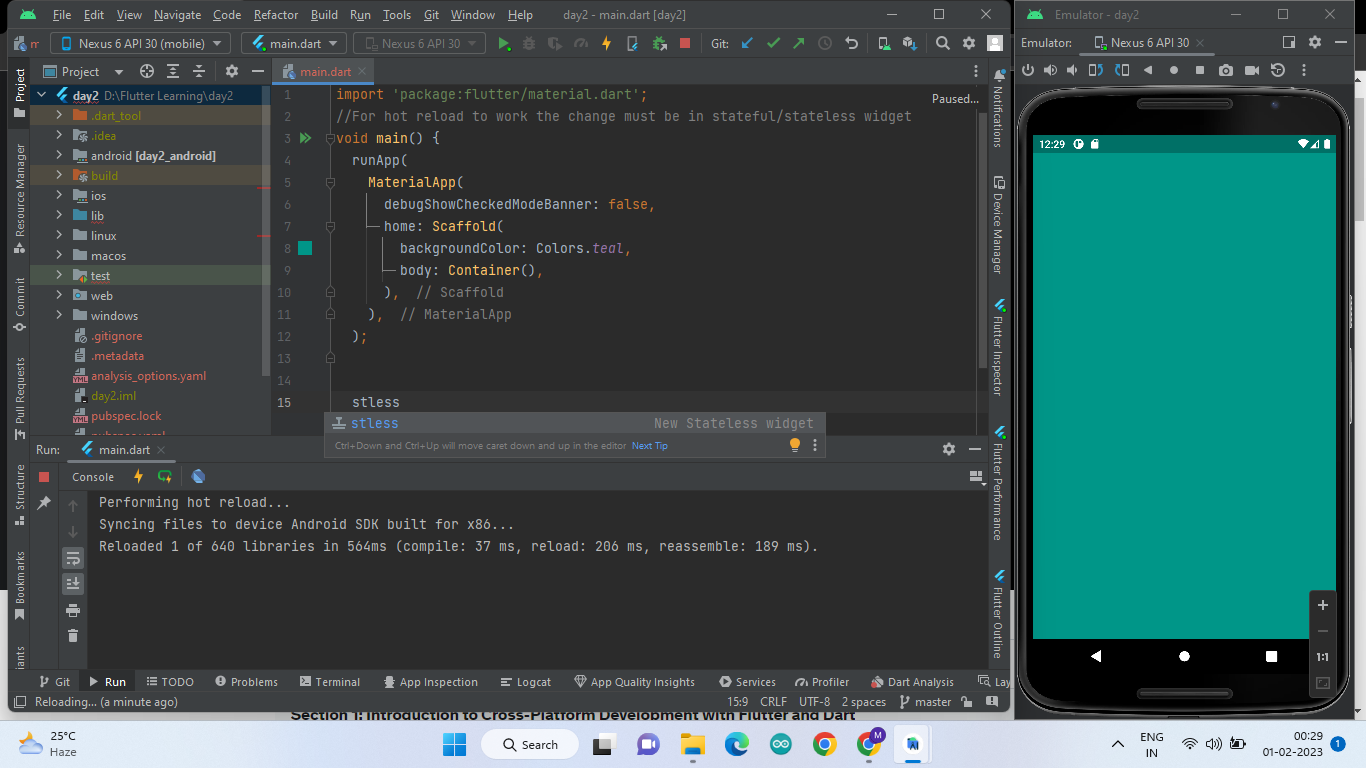 File Edit View Navigate Code Refactor Build Run Tools Git Window Help day2 - main.dart [day2]
Emulator - day2
m Nexus 6 API 30 (mobile) main.dart Nexus 6 API 30 Git:
Emulator: Nexus 6 API 30
Project main.dart
Project
Resource Manager
Commit
Pull Requests
Structure
Bookmarks
day2 D:\Flutter Learning\day2
.dart_tool
.idea
android [day2_android]
build
ios
lib
linux
macos
test
web
windows
.gitignore
.metadata
analysis_options.yaml
day2.iml
pubspec.lock
1 import 'package:flutter/material.dart';
Paused...
2 //For hot reload to work the change must be in stateful/stateless widget
3 void main() {
4 runApp(
5 MaterialApp(
6 debugShowCheckedModeBanner: false,
7 home: Scaffold(
8 backgroundColor: Colors.teal,
9 body: Container(),
10 ), // Scaffold
11 ), // MaterialApp
12 );
13
14
15 stless
stless New Stateless widget
Ctrl+Down and Ctrl+Up will move caret down and up in the editor Next Tip
Notifications
Device Manager
Flutter Inspector
Flutter Performance
Flutter Outline
12:29
1:1
Run: main.dart
Console
Performing hot reload...
Syncing files to device Android SDK built for x86...
Reloaded 1 of 640 libraries in 564ms (compile: 37 ms, reload: 206 ms, reassemble: 189 ms).
Git Run TODO Problems Terminal App Inspection Logcat App Quality Insights Services Profiler Dart Analysis Lay
Reloading... (a minute ago) 15:9 CRLF UTF-8 2 spaces master
Section 1: Introduction to Cross-Platform Development with Flutter and Dart
25°C
Haze
Search
M
ENG
IN
00:29
01-02-2023
1